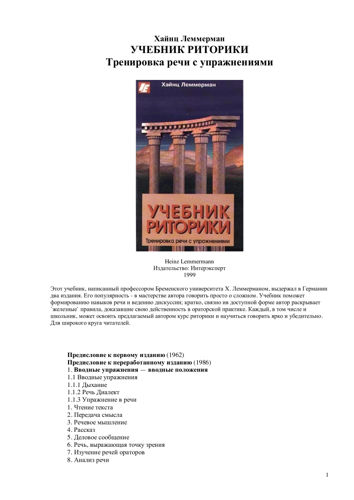 Хайнц Леммерман
УЧЕБНИК РИТОРИКИ
Тренировка речи с упражнениями
Хайнц Леммерман
УЧЕБНИК
РИТОРИКИ
Тренировка речи с упражнениями
Heinz Lemmermann
Издательство: Интерэксперт
1999
Этот учебник, написанный профессором Бременского университета Х. Леммерманом, выдержал в Германии
два издания. Его популярность - в мастерстве автора говорить просто о сложном. Учебник поможет
формированию навыков речи и ведению дискуссии; кратко, связно ив доступной форме автор раскрывает
`железные` правила, доказавшие свою действенность в ораторской практике. Каждый, в том числе и
школьник, может освоить предлагаемый автором курс риторики и научиться говорить ярко и убедительно.
Для широкого круга читателей.
Предисловие к первому изданию (1962)
Предисловие к переработанному изданию (1986)
1. Вводные упражнения — вводные положения
1.1 Вводные упражнения
1.1.1 Дыхание
1.1.2 Речь Диалект
1.1.3 Упражнение в речи
1. Чтение текста
2. Передача смысла
3. Речевое мышление
4. Рассказ
5. Деловое сообщение
6. Речь, выражающая точку зрения
7. Изучение речей ораторов
8. Анализ речи
1